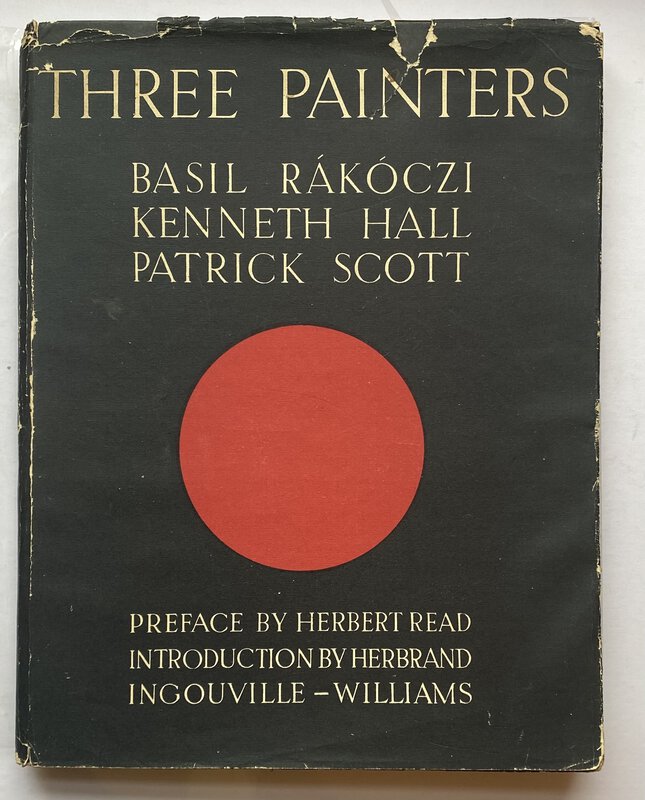 THREE PAINTERS
BASIL RÁKÓCZI
KENNETH HALL
PATRICK SCOTT
PREFACE BY HERBERT READ
INTRODUCTION BY HERBRAND
INGOUVILLE – WILLIAMS